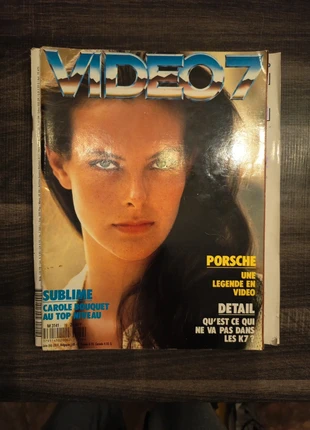 VIDEO7
PORSCHE
UNE
LEGENDE EN
VIDEO
SUBLIME
CAROLE BOUQUET
AU TOP NIVEAU
DETAIL
QU'EST CE QUI
NE VA PAS DANS
LES K7 ?